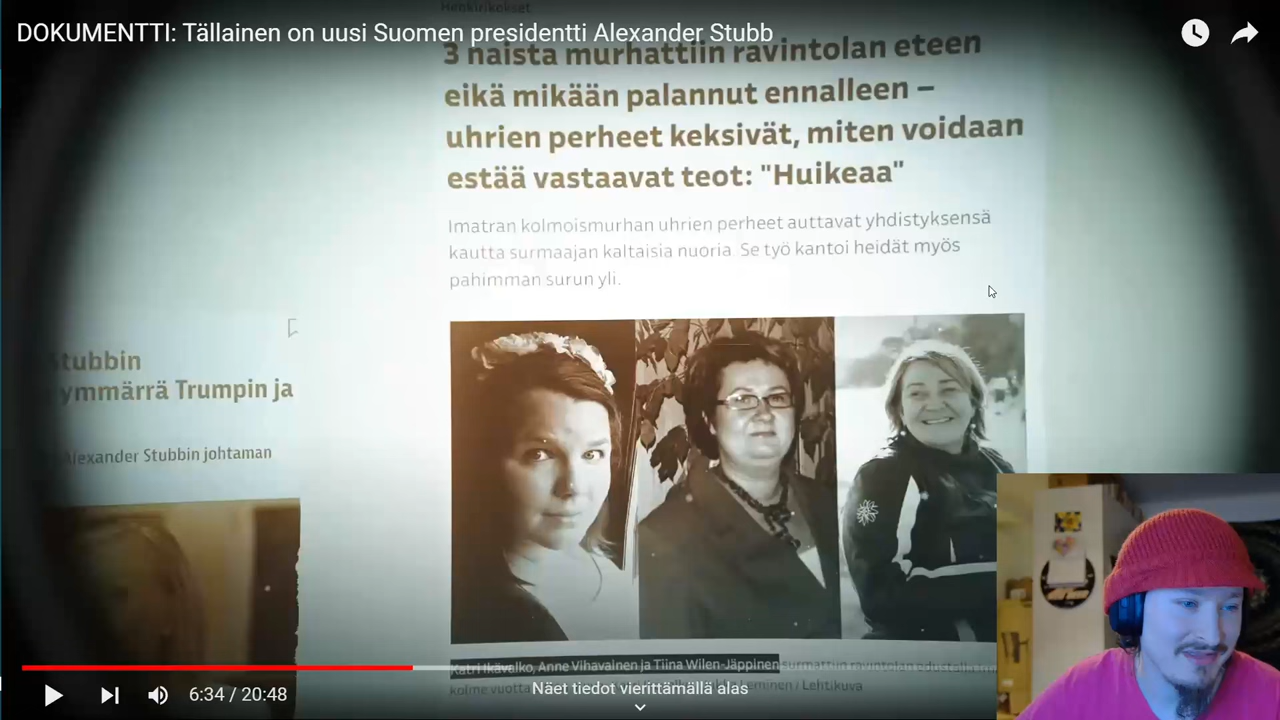 Henkirikokset
DOKUMENTTI: Tällainen on uusi Suomen presidentti Alexander Stubb
3 naista murhattiin ravintolan eteen
eikä mikään palannut ennalleen –
uhrien perheet keksivät, miten voidaan
estää vastaavat teot: "Huikeaa"
Imatran kolmoismurhan uhrien perheet auttavat yhdistyksensä
kautta surmaajan kaltaisia nuoria. Se työ kantoi heidät myös
pahimman surun yli.
Stubbin
ymmärrä Trumpin ja
Alexander Stubbin johtaman
Katri Ikävalko, Anne Vihavainen ja Tiina Wilen-Jäppinen surmattiin ravintolan edustalla
kolme vuotta
Leminen / Lehtikuva
6:34 / 20:48
Näet tiedot vierittämällä alas